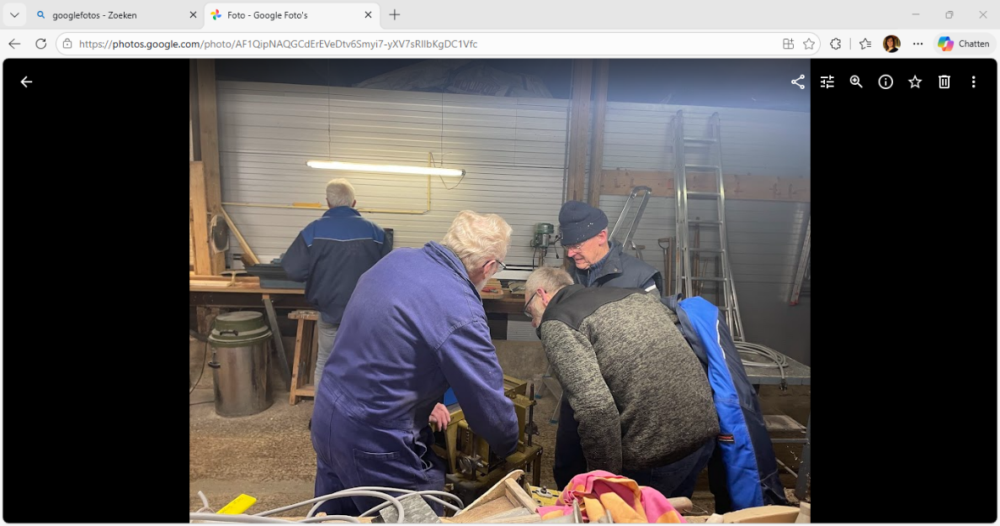 googlefotos - Zoeken
Foto - Google Foto's
https://photos.google.com/photo/AF1QipNAQGCdErEVeDtv6Smyi7-yXV7sRIIbKgDC1Vfc
Chatten